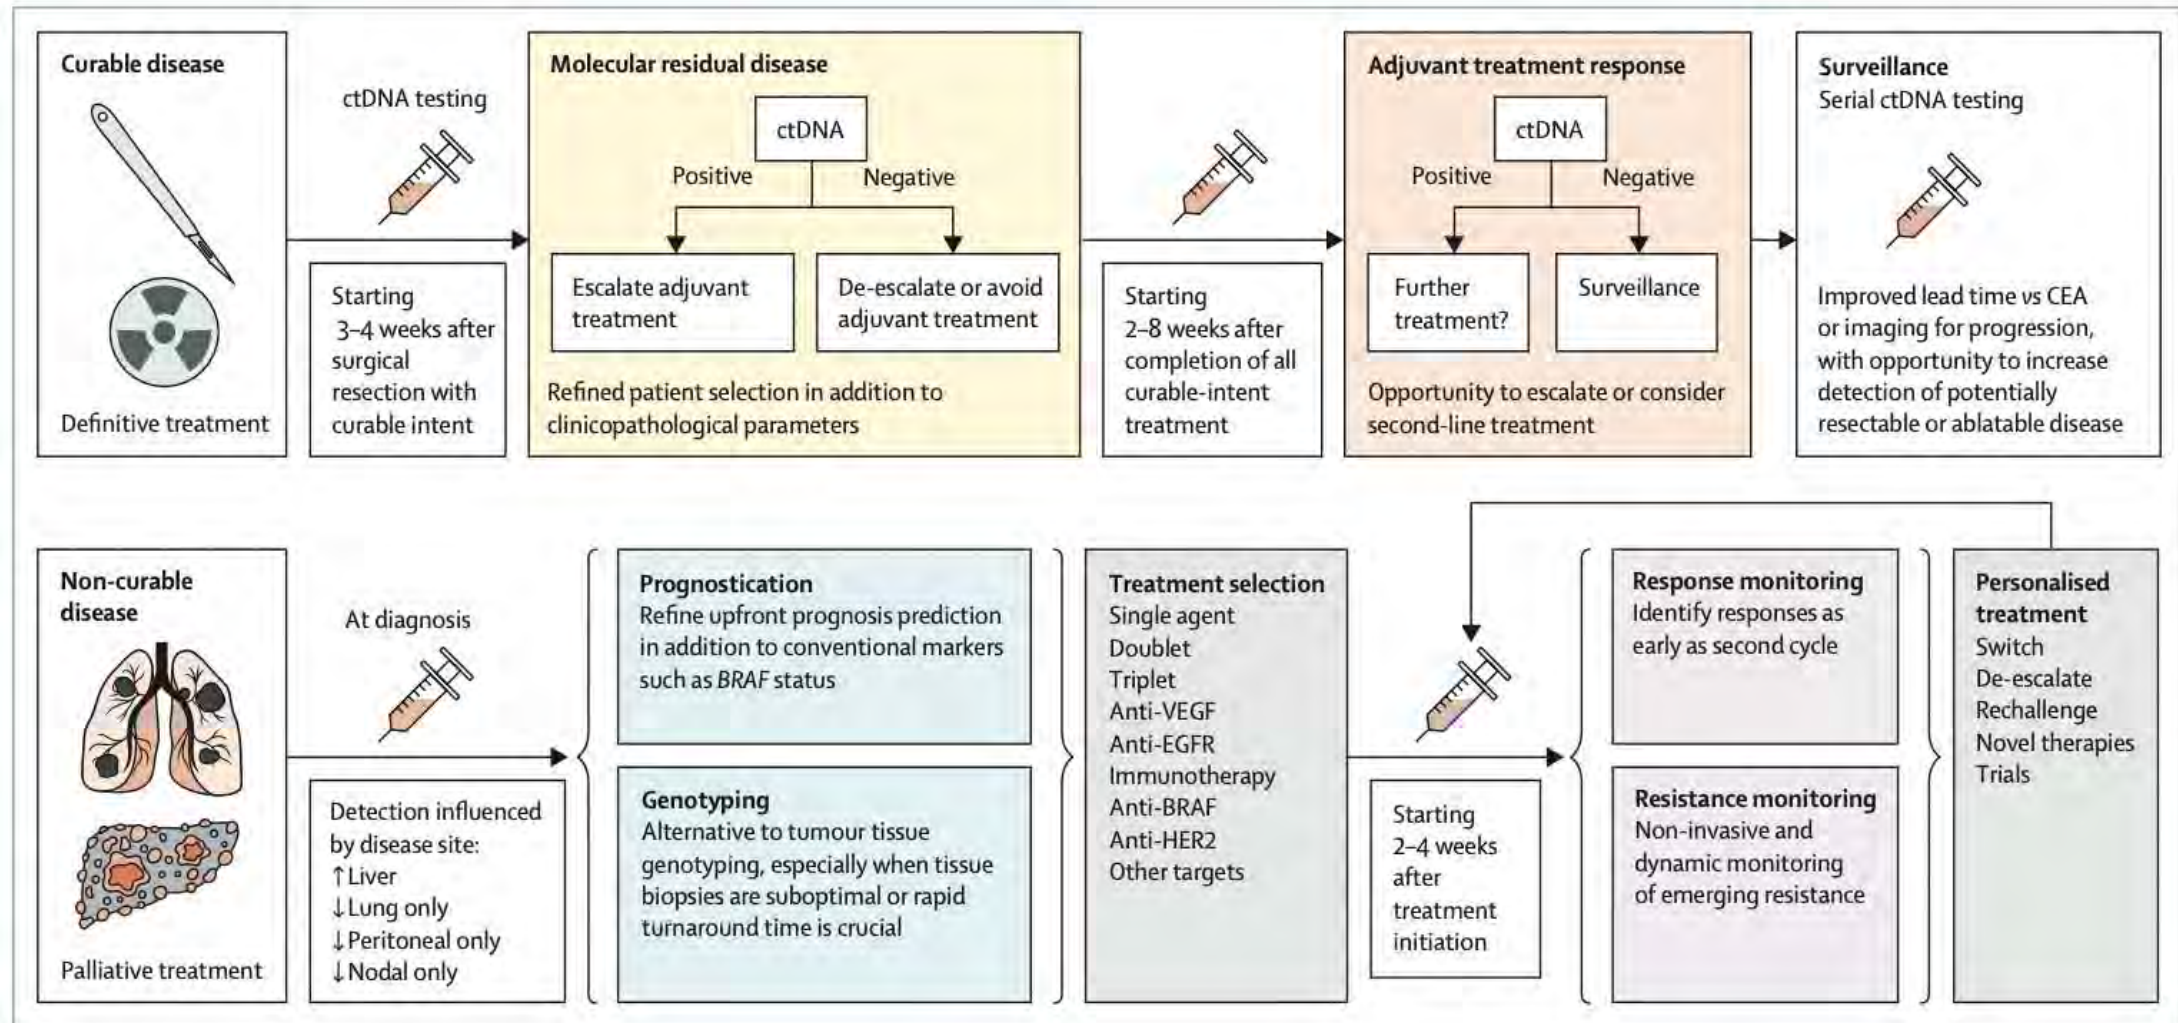 Curable disease
Definitive treatment
ctDNA testing
Starting
3–4 weeks after
surgical
resection with
curable intent
Molecular residual disease
ctDNA
Positive
Negative
Escalate adjuvant
treatment
De-escalate or avoid
adjuvant treatment
Refined patient selection in addition to
clinicopathological parameters
Starting
2–8 weeks after
completion of all
curable-intent
treatment
Adjuvant treatment response
ctDNA
Positive
Negative
Further
treatment?
Surveillance
Opportunity to escalate or consider
second-line treatment
Surveillance
Serial ctDNA testing
Improved lead time vs CEA
or imaging for progression,
with opportunity to increase
detection of potentially
resectable or ablatable disease
Non-curable
disease
Palliative treatment
At diagnosis
Detection influenced
by disease site:
↑Liver
↓Lung only
↓Peritoneal only
↓Nodal only
Prognostication
Refine upfront prognosis prediction
in addition to conventional markers
such as BRAF status
Genotyping
Alternative to tumour tissue
genotyping, especially when tissue
biopsies are suboptimal or rapid
turnaround time is crucial
Treatment selection
Single agent
Doublet
Triplet
Anti-VEGF
Anti-EGFR
Immunotherapy
Anti-BRAF
Anti-HER2
Other targets
Starting
2–4 weeks
after
treatment
initiation
Response monitoring
Identify responses as
early as second cycle
Resistance monitoring
Non-invasive and
dynamic monitoring
of emerging resistance
Personalised
treatment
Switch
De-escalate
Rechallenge
Novel therapies
Trials